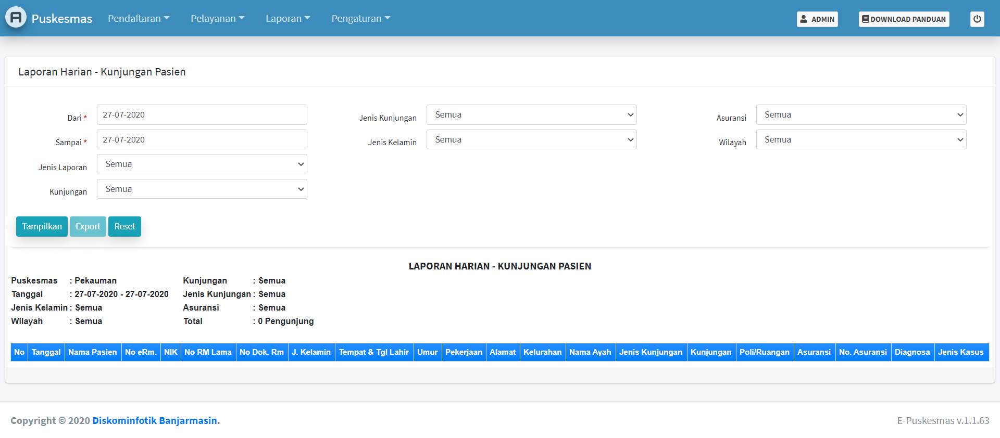 Puskesmas Pendaftaran Pelayanan Laporan Pengaturan ADMIN DOWNLOAD PANDUAN
Laporan Harian - Kunjungan Pasien
Dari * 27-07-2020 Jenis Kunjungan Semua Asuransi Semua
Sampai * 27-07-2020 Jenis Kelamin Semua Wilayah Semua
Jenis Laporan Semua
Kunjungan Semua
Tampilkan Export Reset
LAPORAN HARIAN - KUNJUNGAN PASIEN
Puskesmas : Pekauman Kunjungan : Semua
Tanggal : 27-07-2020 - 27-07-2020 Jenis Kunjungan : Semua
Jenis Kelamin : Semua Asuransi : Semua
Wilayah : Semua Total : 0 Pengunjung
No Tanggal Nama Pasien No eRm. NIK No RM Lama No Dok. Rm J. Kelamin Tempat & Tgl Lahir Umur Pekerjaan Alamat Kelurahan Nama Ayah Jenis Kunjungan Kunjungan Poli/Ruangan Asuransi No. Asuransi Diagnosa Jenis Kasus
Copyright © 2020 Diskominfotik Banjarmasin. E-Puskesmas v.1.1.63